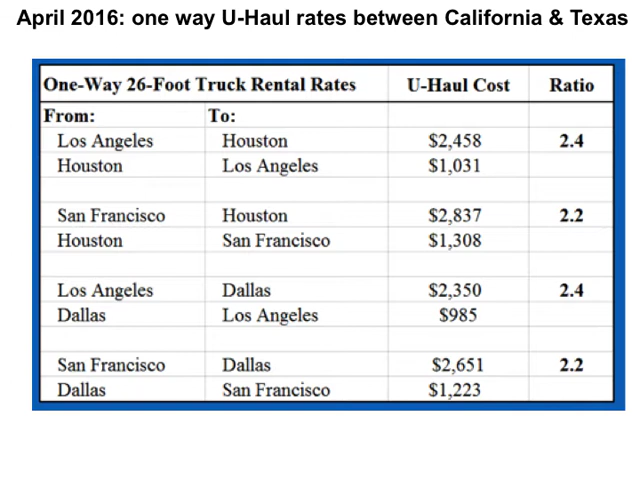 April 2016: one way U-Haul rates between California & Texas
One-Way 26-Foot Truck Rental Rates U-Haul Cost Ratio
From: To:
Los Angeles Houston $2,458 2.4
Houston Los Angeles $1,031
San Francisco Houston $2,837 2.2
Houston San Francisco $1,308
Los Angeles Dallas $2,350 2.4
Dallas Los Angeles $985
San Francisco Dallas $2,651 2.2
Dallas San Francisco $1,223